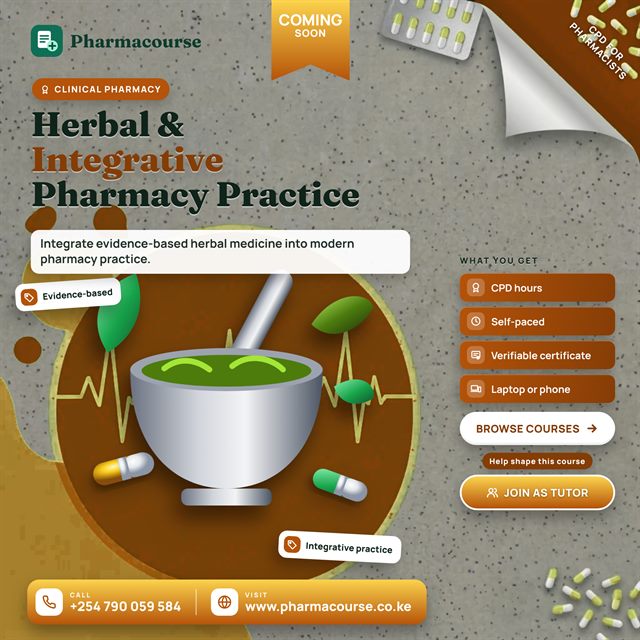 COMING
SOON
Pharmacourse
CPD FOR
PHARMACISTS
CLINICAL PHARMACY
Herbal &
Integrative
Pharmacy Practice
Integrate evidence-based herbal medicine into modern
pharmacy practice.
Evidence-based
WHAT YOU GET
CPD hours
Self-paced
Verifiable certificate
Laptop or phone
BROWSE COURSES
Help shape this course
JOIN AS TUTOR
Integrative practice
CALL
+254 790 059 584
VISIT
www.pharmacourse.co.ke